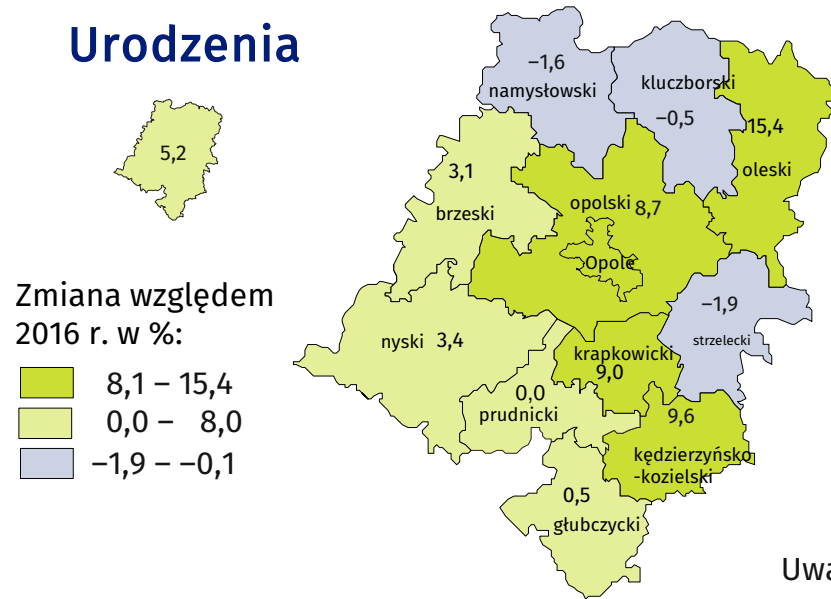 Urodzenia
5,2
Zmiana względem
2016 r. w %:
8,1 – 15,4
0,0 – 8,0
–1,9 – –0,1
–1,6
namysłowski
kluczborski
–0,5
15,4
oleski
3,1
brzeski
opolski 8,7
Opole
–1,9
strzelecki
nyski 3,4
krapkowicki
9,0
0,0
prudnicki
9,6
kędzierzyńsko
-kozielski
0,5
głubczycki
Uwa